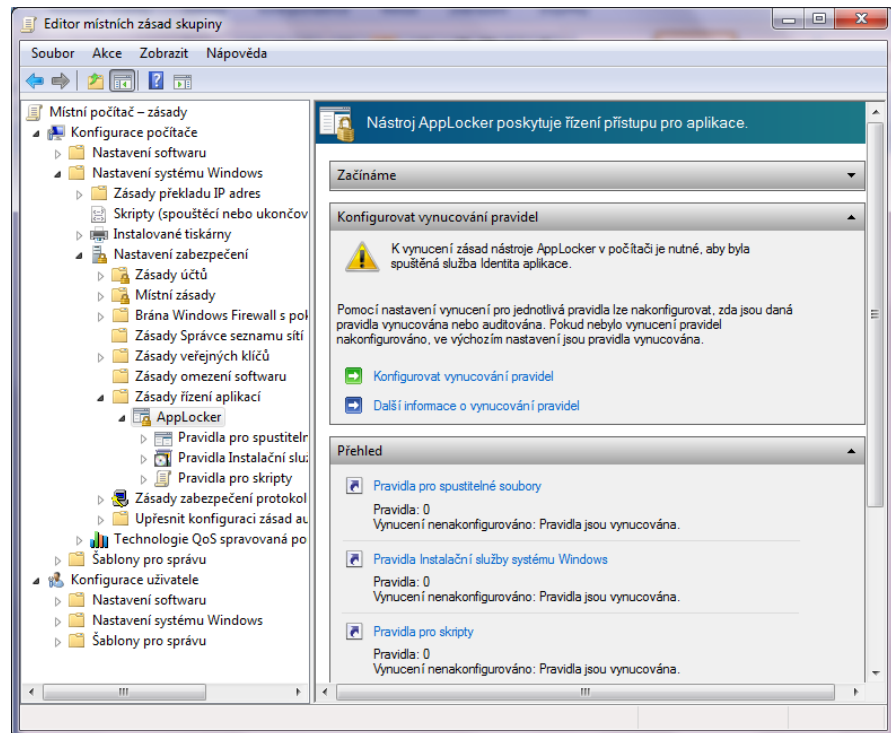 Editor místních zásad skupiny
Soubor Akce Zobrazit Nápověda
Místní počítač – zásady
Konfigurace počítače
Nastavení softwaru
Nastavení systému Windows
Zásady překladu IP adres
Skripty (spouštěcí nebo ukončov
Instalované tiskárny
Nastavení zabezpečení
Zásady účtů
Místní zásady
Brána Windows Firewall s pok
Zásady Správce seznamu sítí
Zásady veřejných klíčů
Zásady omezení softwaru
Zásady řízení aplikací
AppLocker
Pravidla pro spustiteln
Pravidla Instalační služ
Pravidla pro skripty
Zásady zabezpečení protokol
Upřesnit konfiguraci zásad au
Technologie QoS spravovaná po
Šablony pro správu
Konfigurace uživatele
Nastavení softwaru
Nastavení systému Windows
Šablony pro správu
Nástroj AppLocker poskytuje řízení přístupu pro aplikace.
Začínáme
Konfigurovat vynucování pravidel
K vynucení zásad nástroje AppLocker v počítači je nutné, aby byla
spuštěná služba Identita aplikace.
Pomocí nastavení vynucení pro jednotlivá pravidla lze nakonfigurovat, zda jsou daná
pravidla vynucována nebo auditována. Pokud nebylo vynucení pravidel
nakonfigurováno, ve výchozím nastavení jsou pravidla vynucována.
Konfigurovat vynucování pravidel
Další informace o vynucování pravidel
Přehled
Pravidla pro spustitelné soubory
Pravidla: 0
Vynucení nenakonfigurováno: Pravidla jsou vynucována.
Pravidla Instalační služby systému Windows
Pravidla: 0
Vynucení nenakonfigurováno: Pravidla jsou vynucována.
Pravidla pro skripty
Pravidla: 0
Vynucení nenakonfigurováno: Pravidla jsou vynucována.